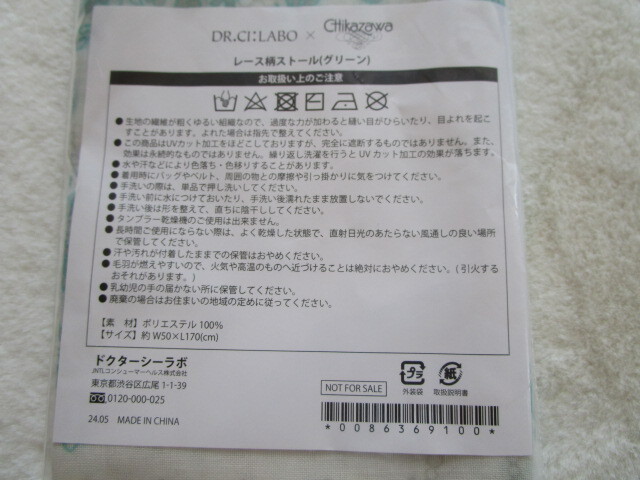 DR.CI:LABO × Chikazawa
レース柄ストール(グリーン)
お取扱い上のご注意
●生地の繊維が粗くゆるい組織なので、過度な力が加わると縫い目がひらいたり、目よれを起こ
すことがあります。よれた場合は指先で整えてください。
●この商品はUVカット加工をほどこしておりますが、完全に遮断するものではありません。また、
効果は永続的なものではありません。繰り返し洗濯を行うとUVカット加工の効果が落ちます。
●水や汗などにより色落ち・色移りすることがあります。
●着用時にバッグやベルト、周囲の物との摩擦や引っ掛かりに気をつけてください。
●手洗いの際は、単品で押し洗いしてください。
●手洗い前に水につけておいたり、手洗い後濡れたまま放置しないでください。
●手洗い後は形を整えて、直ちに陰干ししてください。
●タンブラー乾燥機のご使用は出来ません。
●長時間ご使用にならない際は、よく乾燥した状態で、直射日光のあたらない風通しの良い場所
で保管してください。
●汗や汚れが付着したままでの保管はおやめください。
●毛羽が燃えやすいので、火気や高温のものへ近づけることは絶対におやめください。(引火する
おそれがあります。)
●乳幼児の手の届かない所に保管してください。
●廃棄の場合はお住まいの地域の定めに従ってください。
【素 材】ポリエステル100%
【サイズ】約 W50×L170(cm)
ドクターシーラボ
JNTLコンシューマーヘルス株式会社
東京都渋谷区広尾 1-1-39
0120-000-025
24.05 MADE IN CHINA
NOT FOR SALE
プラ
外装袋
紙
取扱説明書
*0086369100*